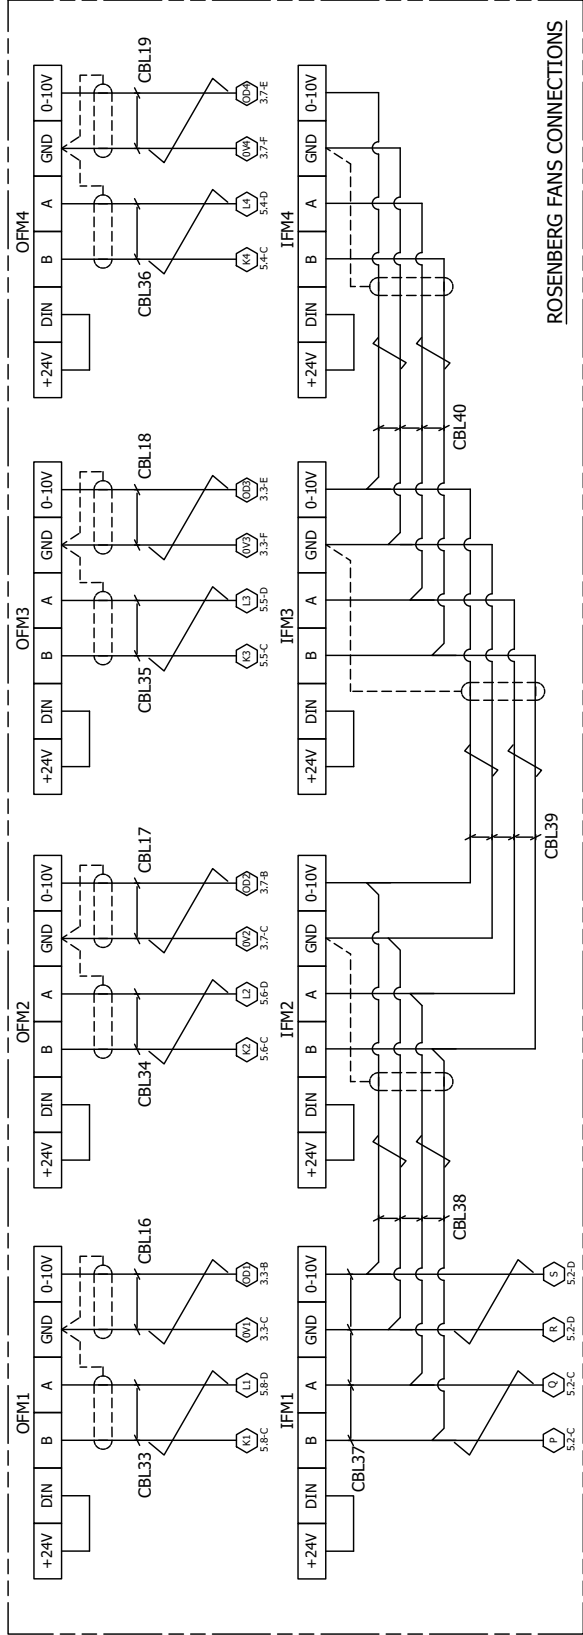 ROSENBERG FANS CONNECTIONS
OFM1
+24V DIN B A GND 0-10V
CBL33 CBL16
K1 L1 0V1 OD1
5.8-C 5.8-D 3.3-C 3.3-B
OFM2
+24V DIN B A GND 0-10V
CBL34 CBL17
K2 L2 0V2 OD2
5.6-C 5.6-D 3.7-C 3.7-B
OFM3
+24V DIN B A GND 0-10V
CBL35 CBL18
K3 L3 0V3 OD3
5.5-C 5.5-D 3.3-F 3.3-E
OFM4
+24V DIN B A GND 0-10V
CBL36 CBL19
K4 L4 0V4 OD4
5.4-C 5.4-D 3.7-F 3.7-E
IFM1
+24V DIN B A GND 0-10V
CBL37
P Q R S
5.2-C 5.2-C 5.2-D 5.2-D
CBL38
IFM2
+24V DIN B A GND 0-10V
CBL39
IFM3
+24V DIN B A GND 0-10V
CBL40
IFM4
+24V DIN B A GND 0-10V